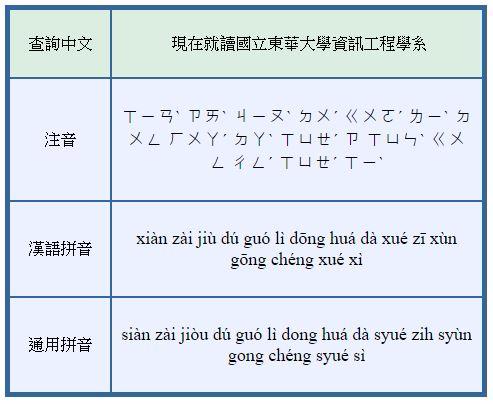 查詢中文
現在就讀國立東華大學資訊工程學系
注音
ㄒㄧㄢˋ ㄗㄞˋ ㄐㄧㄡˋ ㄉㄨˊ ㄍㄨㄛˊ ㄌㄧˋ ㄉ
ㄨㄥ ㄏㄨㄚˊ ㄉㄚˋ ㄒㄩㄝˊ ㄗ ㄒㄩㄣˋ ㄍㄨ
ㄥ ㄔㄥˊ ㄒㄩㄝˊ ㄒㄧˋ
漢語拼音
xiàn zài jiù dú guó lì dōng huá dà xué zī xùn
gōng chéng xué xì
通用拼音
siàn zài jiòu dú guó lì dong huá dà syué zih syùn
gong chéng syué sì